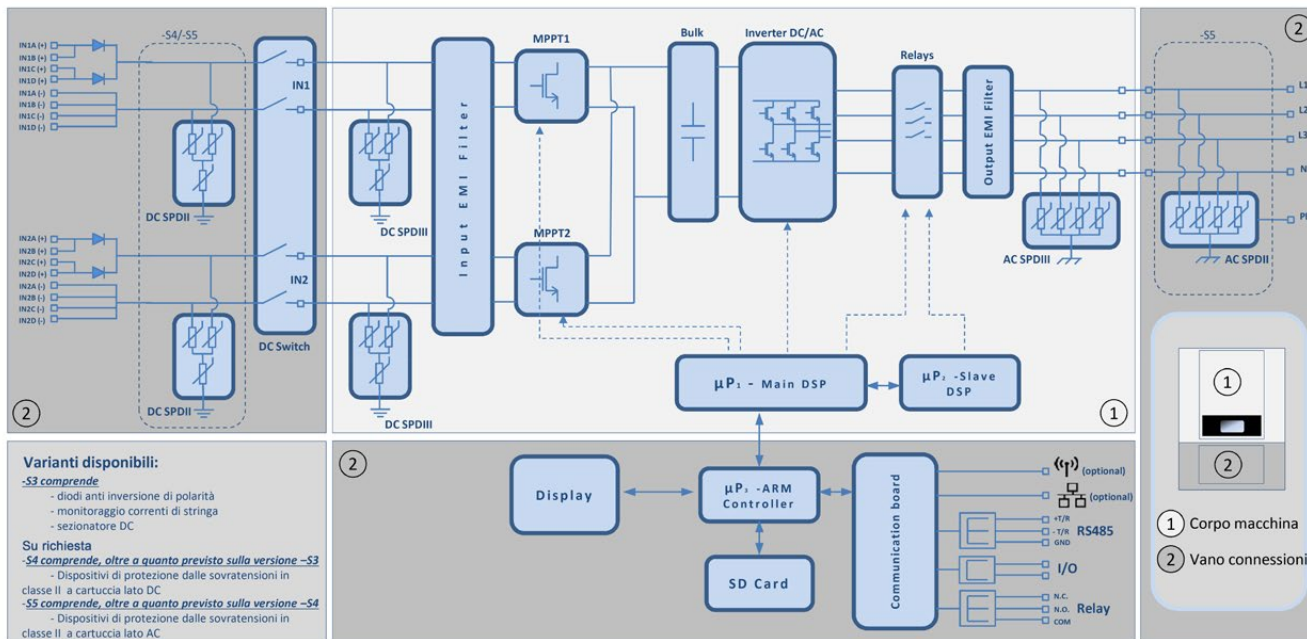 2
-S4/-S5
IN1A (+)
IN1B (+)
IN1C (+)
IN1D (+)
IN1A (-)
IN1B (-)
IN1C (-)
IN1D (-)
IN1
DC SPDII
IN2A (+)
IN2B (+)
IN2C (+)
IN2D (+)
IN2A (-)
IN2B (-)
IN2C (-)
IN2D (-)
IN2
DC Switch
DC SPDII
2
DC SPDIII
DC SPDIII
Input EMI Filter
MPPT1
MPPT2
Bulk
Inverter DC/AC
Relays
Output EMI Filter
AC SPDIII
µP1 - Main DSP
µP2 -Slave
DSP
1
-S5
L1
L2
L3
N
AC SPDII
Varianti disponibili:
-S3 comprende
- diodi anti inversione di polarità
- monitoraggio correnti di stringa
- sezionatore DC
Su richiesta
-S4 comprende, oltre a quanto previsto sulla versione –S3
- Dispositivi di protezione dalle sovratensioni in
classe II a cartuccia lato DC
-S5 comprende, oltre a quanto previsto sulla versione –S4
- Dispositivi di protezione dalle sovratensioni in
classe II a cartuccia lato AC
2
Display
µP3 -ARM
Controller
SD Card
Communication board
(optional)
(optional)
+T/R
- T/R
GND
RS485
I/O
N.C.
N.O.
COM
Relay
1
2
1 Corpo macchina
2 Vano connessioni